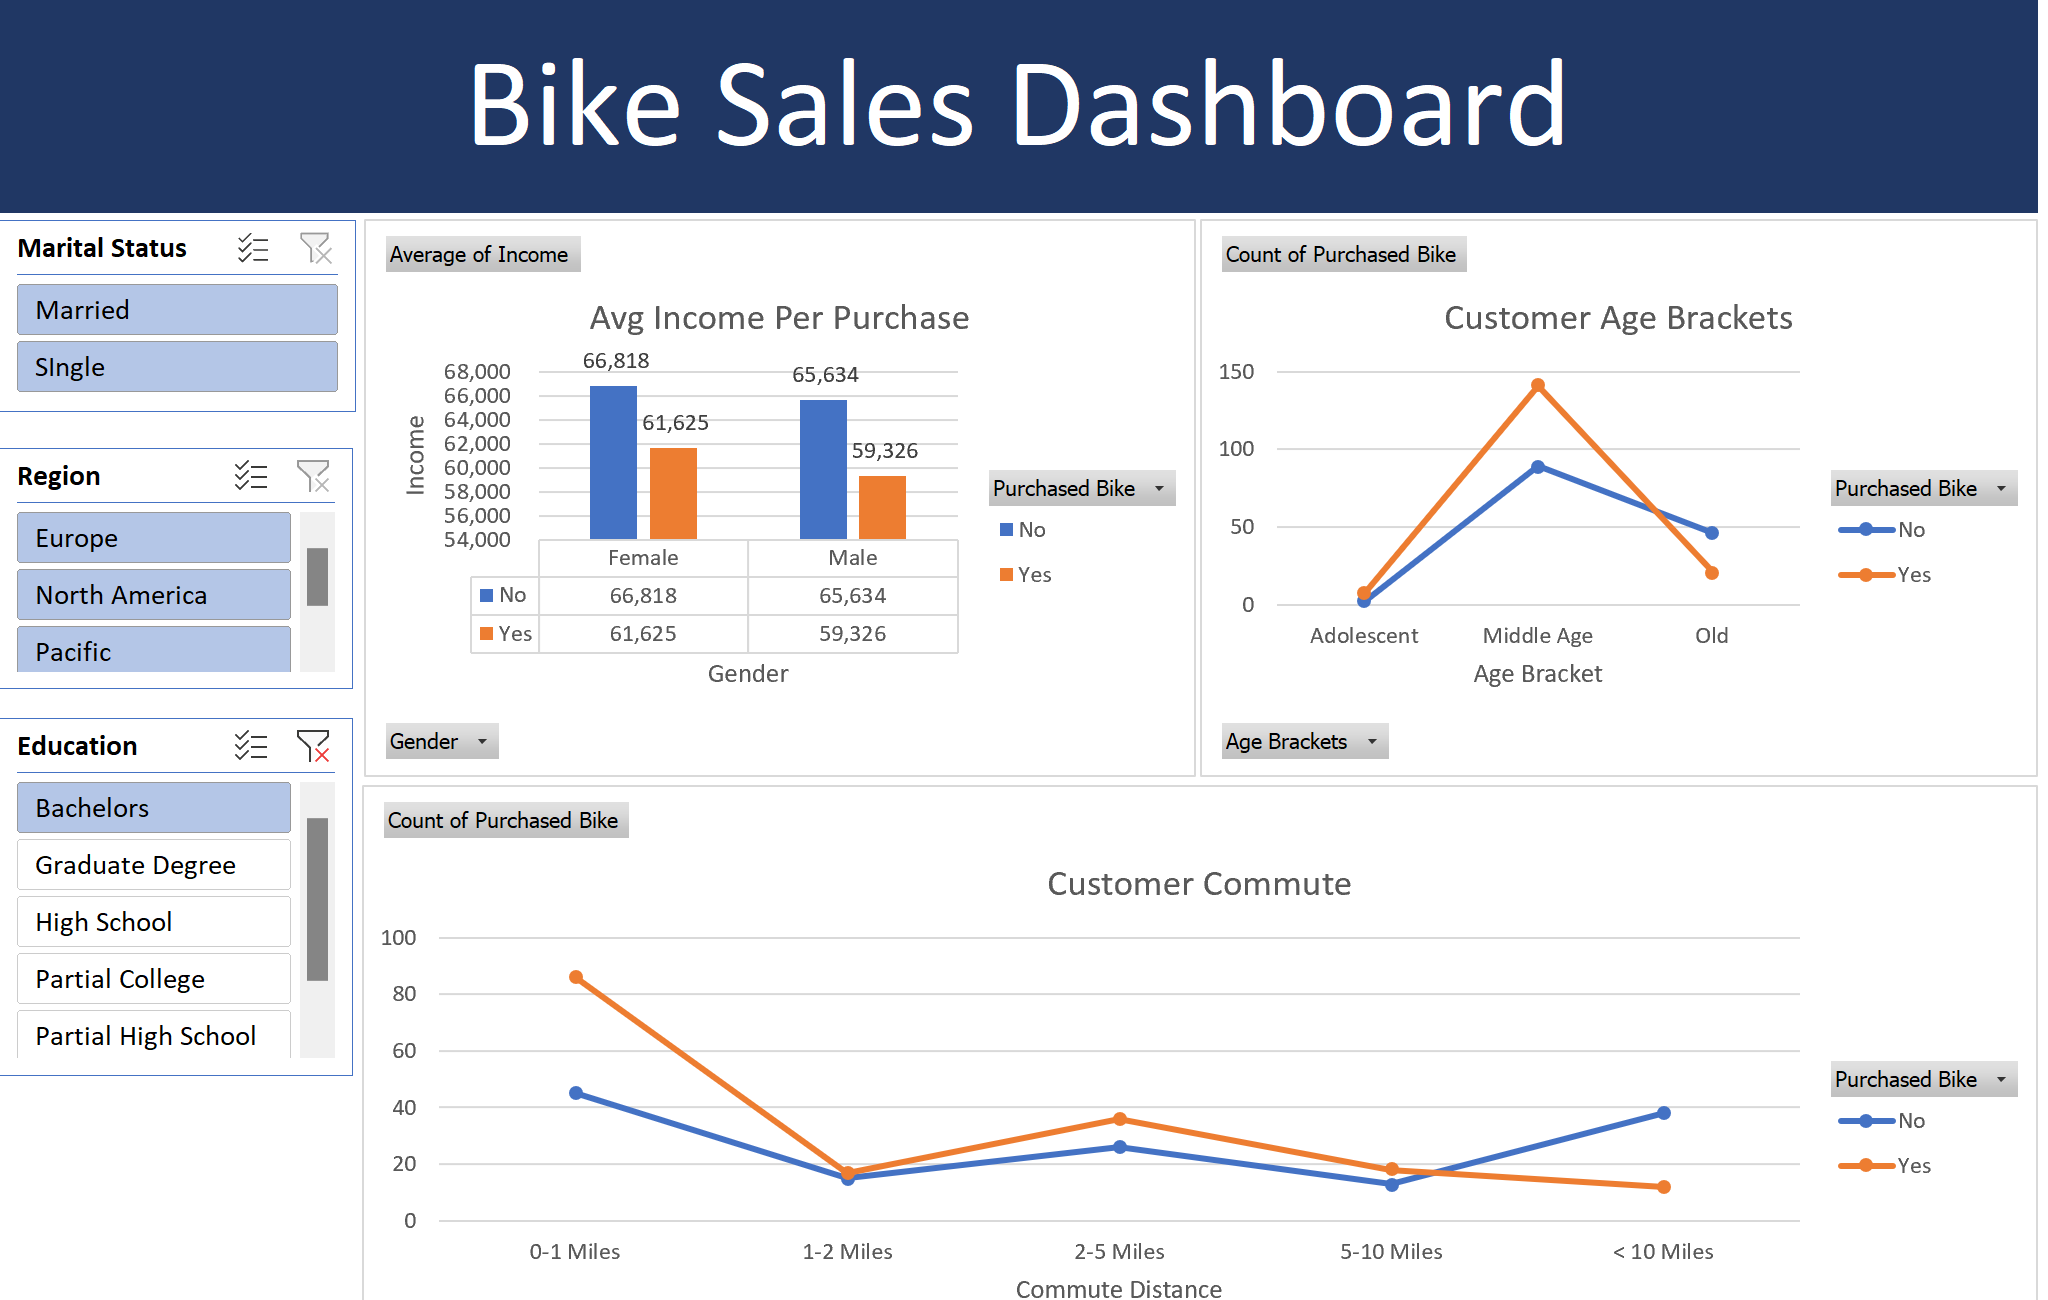 Bike Sales Dashboard
Marital Status
Married
SIngle
Region
Europe
North America
Pacific
Education
Bachelors
Graduate Degree
High School
Partial College
Partial High School
Average of Income
Avg Income Per Purchase
68,000
66,000
64,000
62,000
60,000
58,000
56,000
54,000
Income
66,818
61,625
65,634
59,326
Female Male
No 66,818 65,634
Yes 61,625 59,326
Gender
Purchased Bike
No
Yes
Gender
Count of Purchased Bike
Customer Age Brackets
150
100
50
0
Adolescent Middle Age Old
Age Bracket
Purchased Bike
No
Yes
Age Brackets
Count of Purchased Bike
Customer Commute
100
80
60
40
20
0
0-1 Miles 1-2 Miles 2-5 Miles 5-10 Miles < 10 Miles
Commute Distance
Purchased Bike
No
Yes